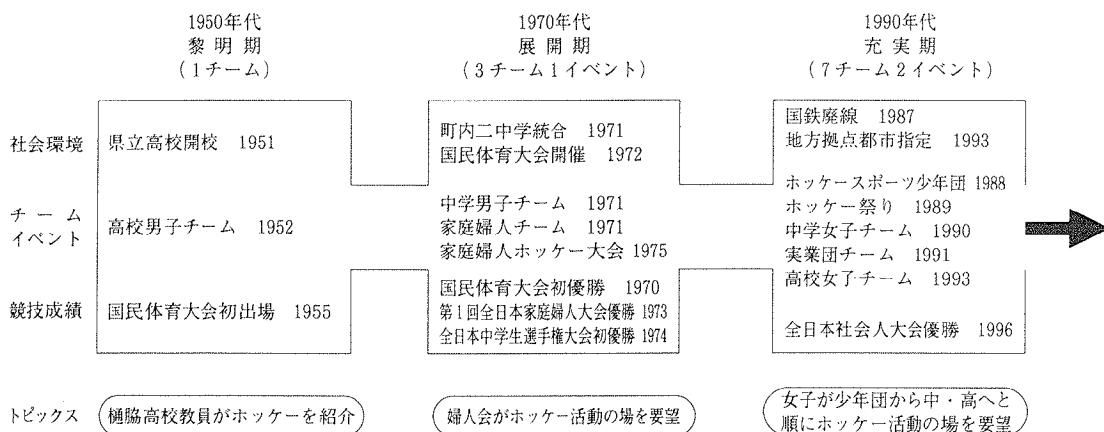 1950年代
黎明期
(1チーム)
1970年代
展開期
(3チーム1イベント)
1990年代
充実期
(7チーム2イベント)
社会環境
県立高校開校 1951
町内二中学統合 1971
国民体育大会開催 1972
国鉄廃線 1987
地方拠点都市指定 1993
チーム
イベント
高校男子チーム 1952
中学男子チーム 1971
家庭婦人チーム 1971
家庭婦人ホッケー大会 1975
ホッケースポーツ少年団 1988
ホッケー祭り 1989
中学女子チーム 1990
実業団チーム 1991
高校女子チーム 1993
競技成績
国民体育大会初出場 1955
国民体育大会初優勝 1970
第1回全日本家庭婦人大会優勝 1973
全日本中学生選手権大会初優勝 1974
全日本社会人大会優勝 1996
トピックス
樋脇高校教員がホッケーを紹介
婦人会がホッケー活動の場を要望
女子が少年団から中・高へと
順にホッケー活動の場を要望